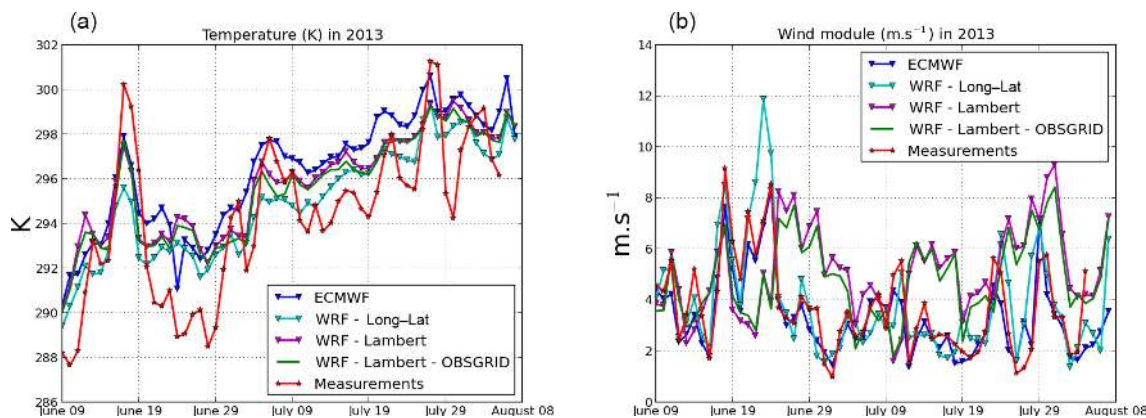 (a)
Temperature (K) in 2013
302
300
298
296
294
292
290
288
286
K
ECMWF
WRF - Long–Lat
WRF - Lambert
WRF - Lambert - OBSGRID
Measurements
June 09 June 19 June 29 July 09 July 19 July 29 August 08
(b)
Wind module (m.s⁻¹) in 2013
14
12
10
8
6
4
2
0
m.s⁻¹
ECMWF
WRF - Long–Lat
WRF - Lambert
WRF - Lambert - OBSGRID
Measurements
June 09 June 19 June 29 July 09 July 19 July 29 August 08